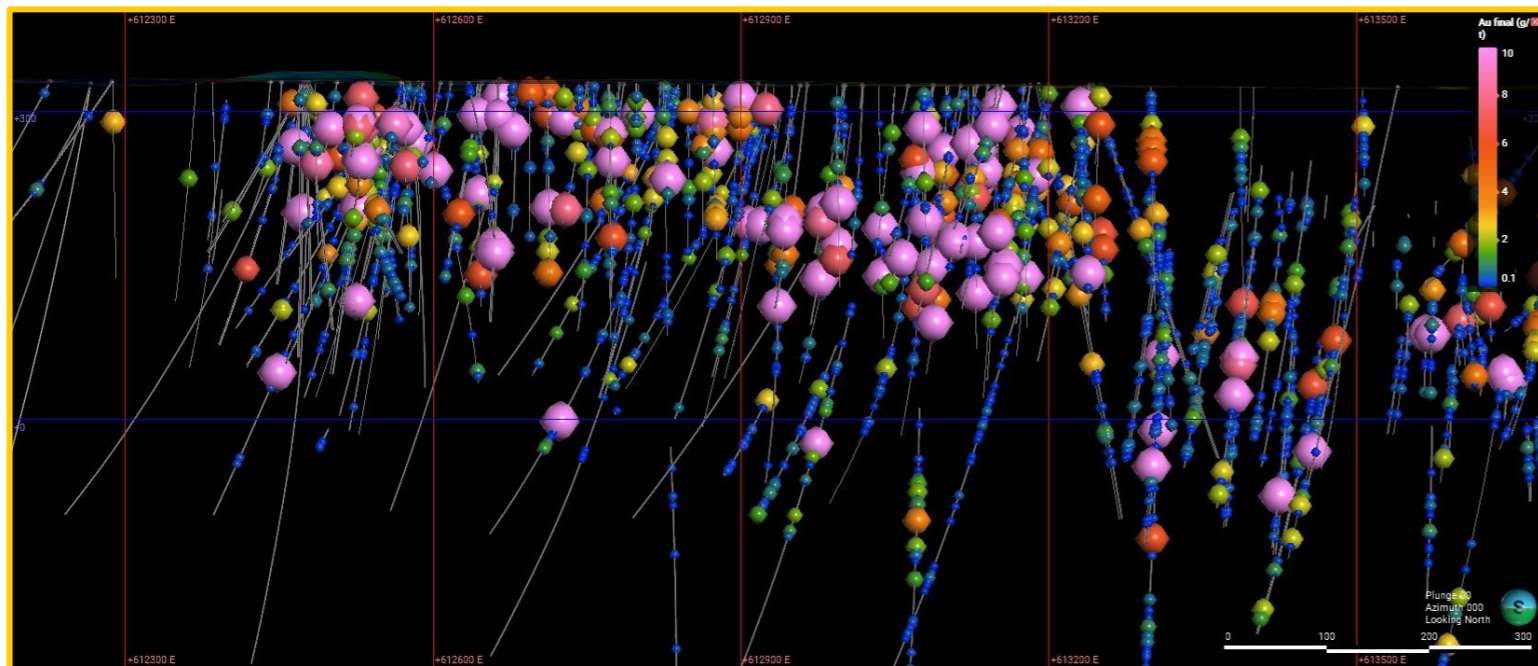 +612300 E
+612600 E
+612900 E
+613200 E
+613500 E
Au final (g/
t)
10
8
6
4
2
0.1
+300
+0
Plunge 00
Azimuth 000
Looking North
S
0
100
200
300
+612300 E
+612600 E
+612900 E
+613200 E
+613500 E